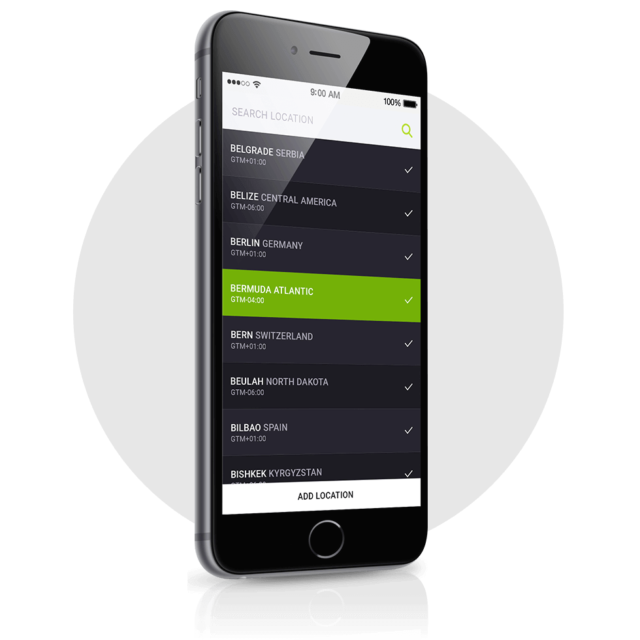 9:00 AM
100%
SEARCH LOCATION
BELGRADE SERBIA
GTM+01:00
BELIZE CENTRAL AMERICA
GTM-06:00
BERLIN GERMANY
GTM+01:00
BERMUDA ATLANTIC
GTM-04:00
BERN SWITZERLAND
GTM+01:00
BEULAH NORTH DAKOTA
GTM-06:00
BILBAO SPAIN
GTM+01:00
BISHKEK KYRGYZSTAN
ADD LOCATION